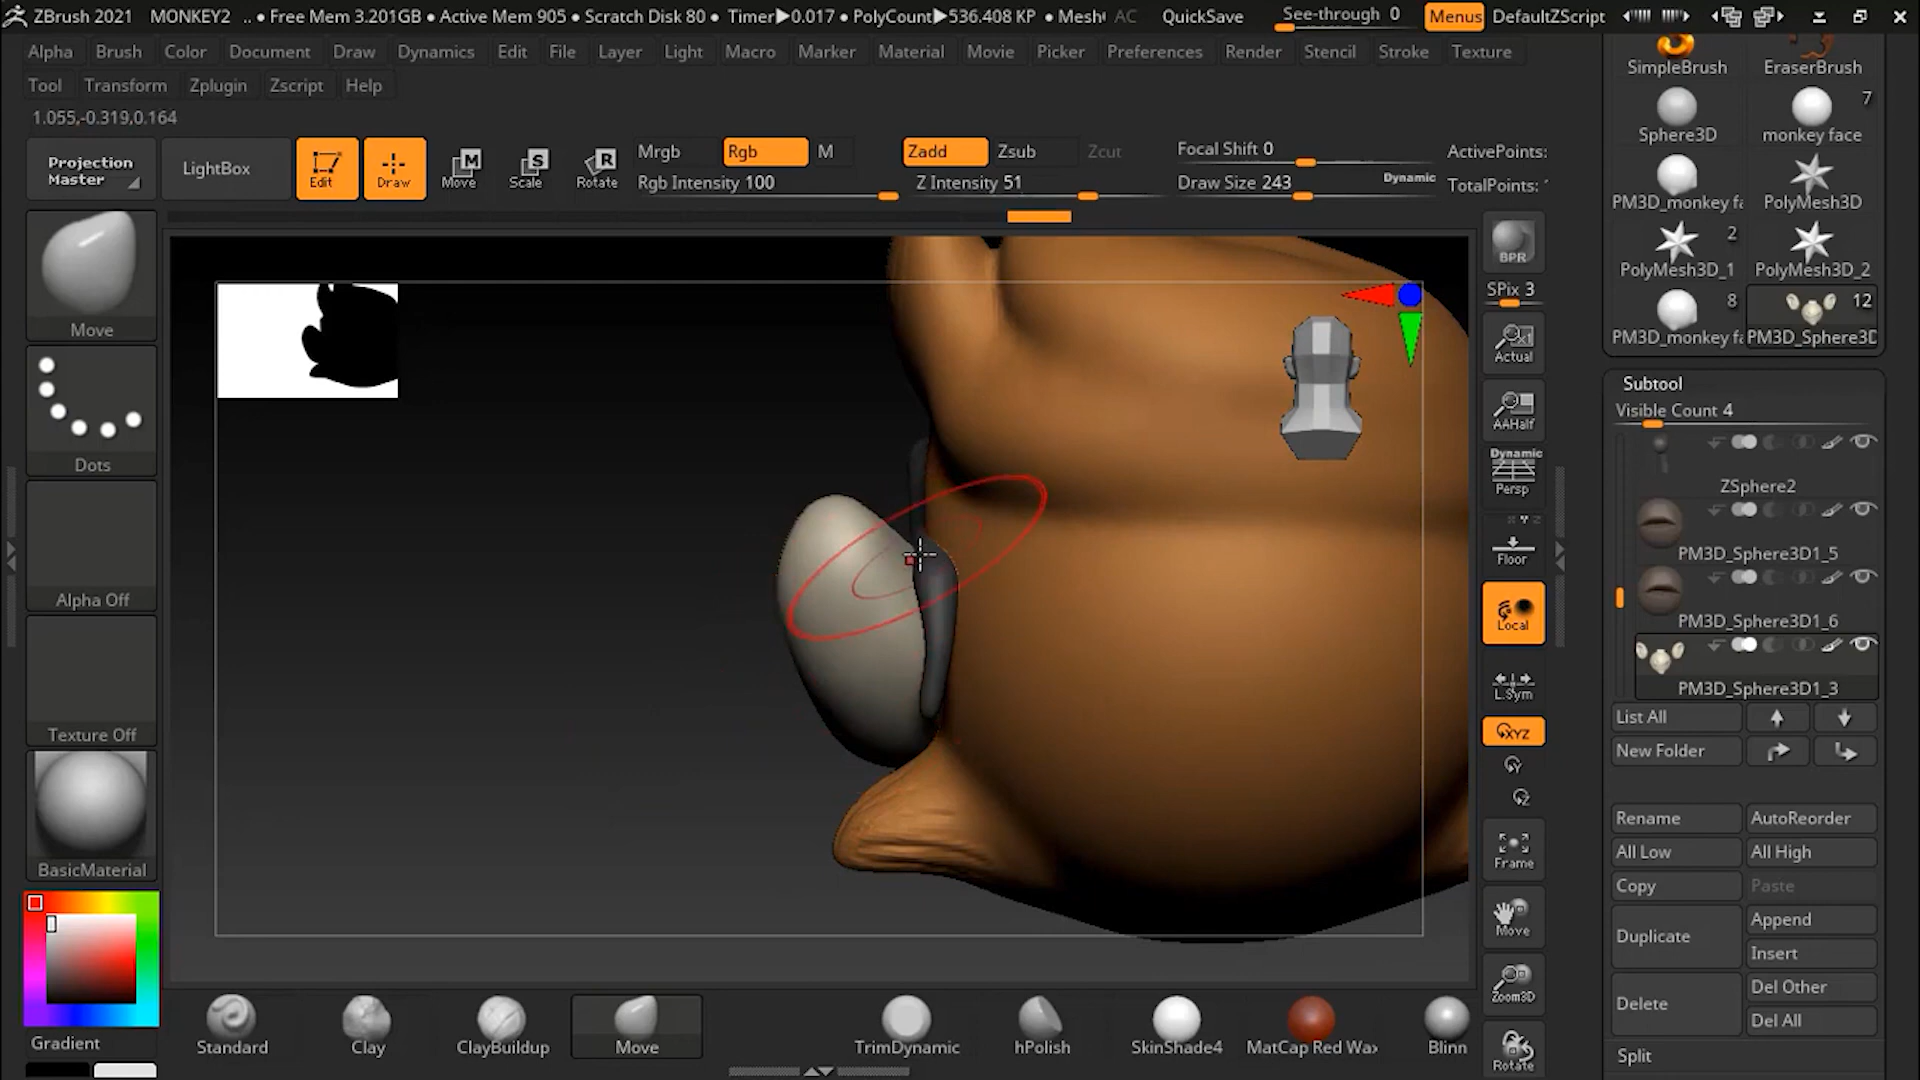 ZBrush 2021 MONKEY2 .. • Free Mem 3.201GB • Active Mem 905 • Scratch Disk 80 • Timer▶0.017 • PolyCount▶536.408 KP • Mesh AC QuickSave See-through 0 Menus DefaultZScript
Alpha Brush Color Document Draw Dynamics Edit File Layer Light Macro Marker Material Movie Picker Preferences Render Stencil Stroke Texture
Tool Transform Zplugin Zscript Help
1.055,-0.319,0.164
Projection Master
LightBox
Edit
Draw
Move
Scale
Rotate
Mrgb Rgb M
Rgb Intensity 100
Zadd Zsub Zcut
Z Intensity 51
Focal Shift 0
Draw Size 243 Dynamic
ActivePoints:
TotalPoints:
Move
Dots
Alpha Off
Texture Off
BasicMaterial
Gradient
BPR
SPix 3
Actual
AAHalf
Dynamic
Persp
Floor
Local
L.Sym
XYZ
Y
Z
Frame
Move
Zoom3D
Rotate
SimpleBrush EraserBrush
7
Sphere3D monkey face
PM3D_monkey fa PolyMesh3D
2
PolyMesh3D_1 PolyMesh3D_2
8 12
PM3D_monkey fa PM3D_Sphere3D
Subtool
Visible Count 4
ZSphere2
PM3D_Sphere3D1_5
PM3D_Sphere3D1_6
PM3D_Sphere3D1_3
List All
New Folder
Rename AutoReorder
All Low All High
Copy Paste
Duplicate Append
Insert
Delete Del Other
Del All
Split
Standard Clay ClayBuildup Move TrimDynamic hPolish SkinShade4 MatCap Red Wax Blinn